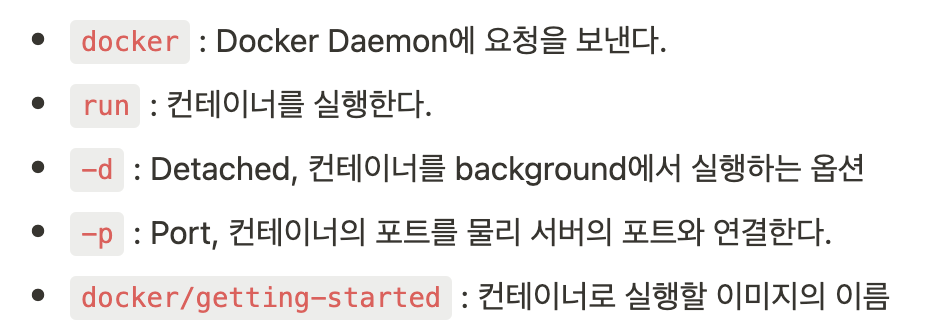 • docker : Docker Daemon에 요청을 보낸다.
• run : 컨테이너를 실행한다.
• -d : Detached, 컨테이너를 background에서 실행하는 옵션
• -p : Port, 컨테이너의 포트를 물리 서버의 포트와 연결한다.
• docker/getting-started : 컨테이너로 실행할 이미지의 이름